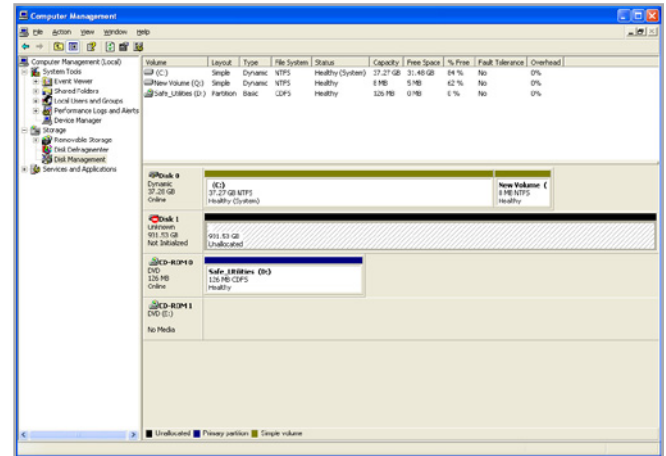 Computer Management
File Action View Window Help
Computer Management (Local)
System Tools
Event Viewer
Shared Folders
Local Users and Groups
Performance Logs and Alerts
Device Manager
Storage
Removable Storage
Disk Defragmenter
Disk Management
Services and Applications
Volume Layout Type File System Status Capacity Free Space % Free Fault Tolerance Overhead
(C:) Simple Dynamic NTFS Healthy (System) 37.27 GB 31.48 GB 84 % No 0%
New Volume (Q:) Simple Dynamic NTFS Healthy 8 MB 5 MB 62 % No 0%
Safe_Utilities (D:) Partition Basic CDFS Healthy 126 MB 0 MB 0 % No 0%
Disk 0
Dynamic
37.28 GB
Online
(C:)
37.27 GB NTFS
Healthy (System)
New Volume (
8 MB NTFS
Healthy
Disk 1
Unknown
931.53 GB
Not Initialized
931.53 GB
Unallocated
CD-ROM 0
DVD
126 MB
Online
Safe_Utilities (D:)
126 MB CDFS
Healthy
CD-ROM 1
DVD (E:)
No Media
Unallocated Primary partition Simple volume